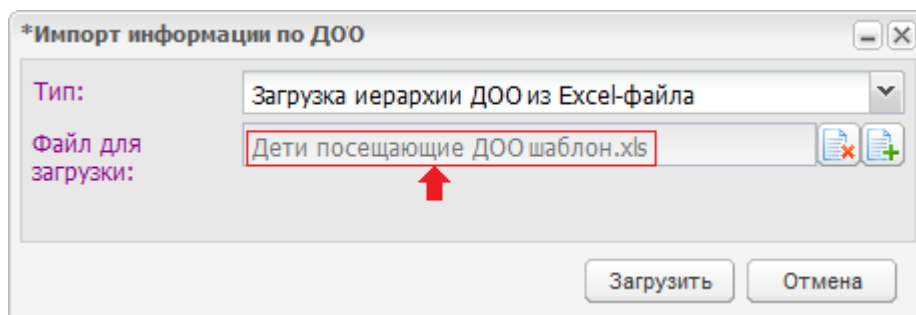 *Импорт информации по ДОО
Тип:
Загрузка иерархии ДОО из Excel-файла
Файл для
загрузки:
Дети посещающие ДОО шаблон.xls
Загрузить
Отмена